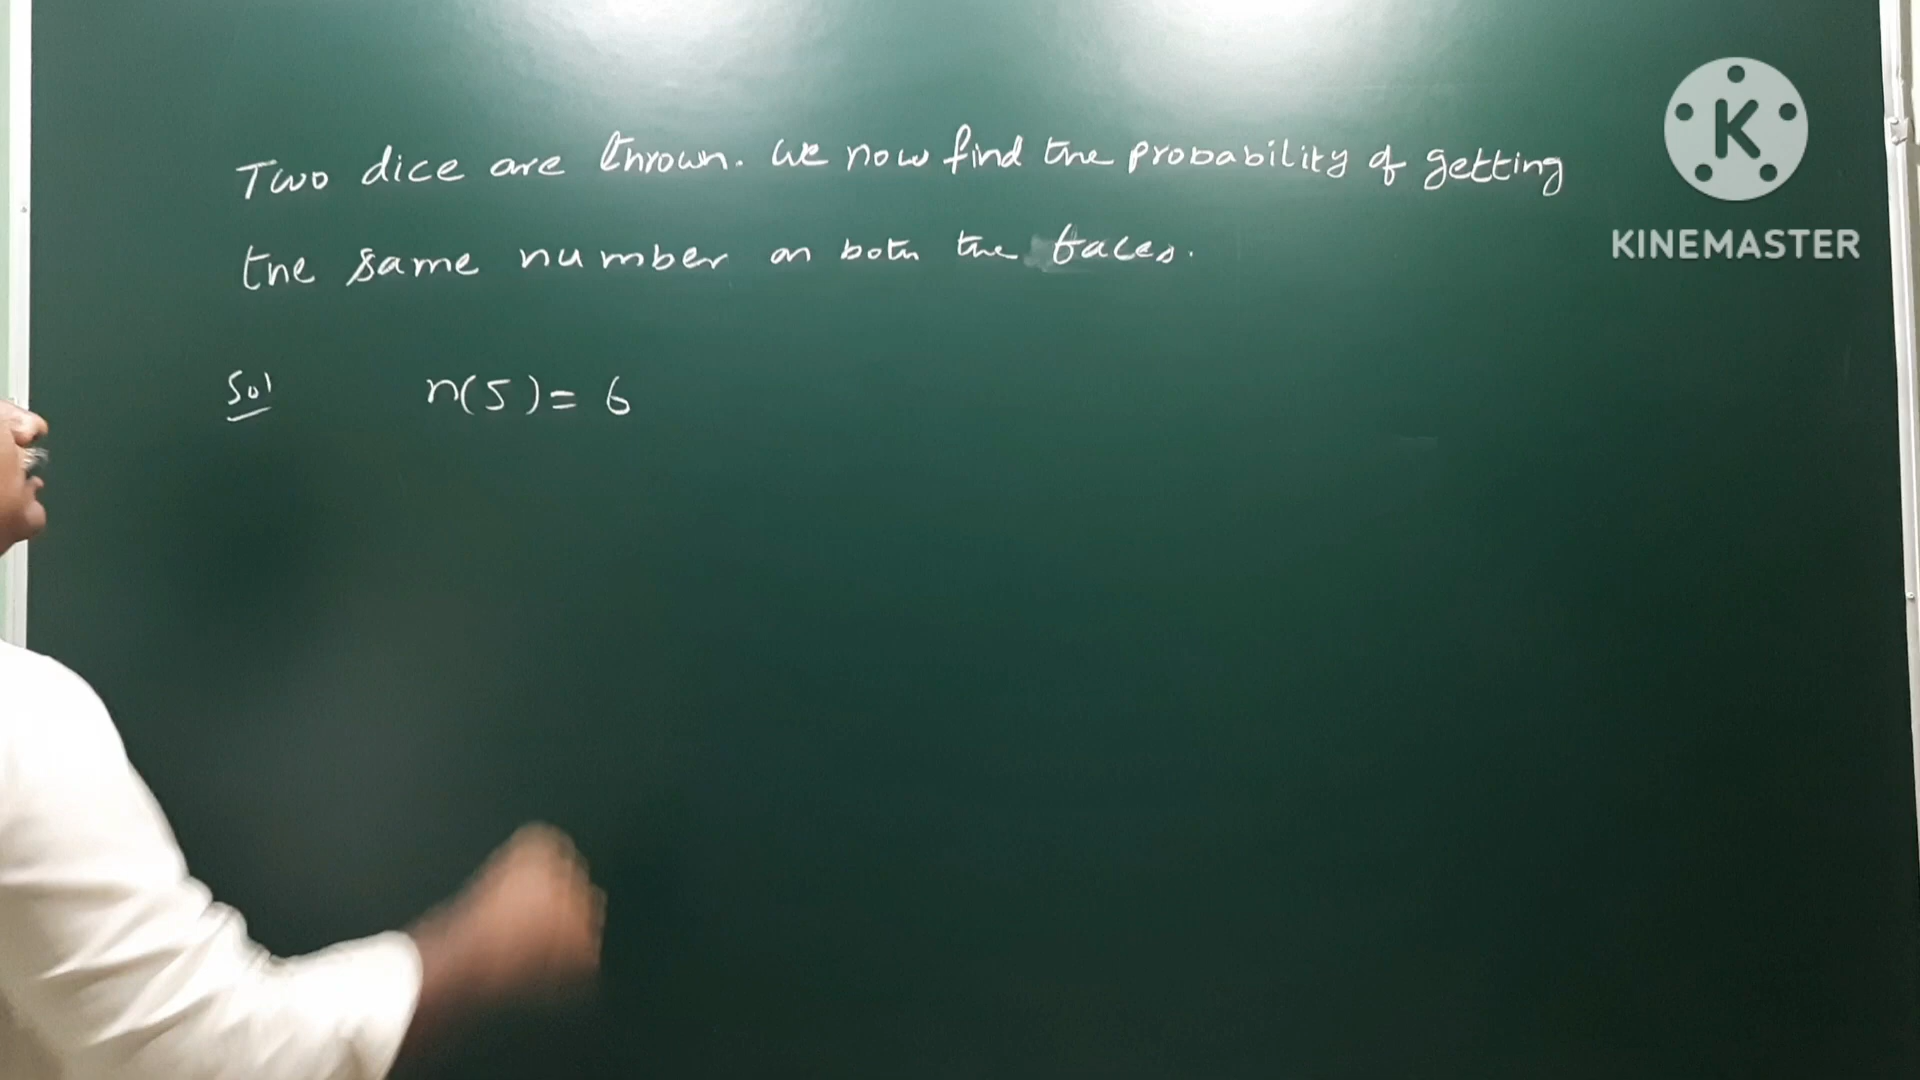 Two dice are thrown. We now find the probability of getting
the same number on both the faces.
Sol n(S) = 6
K
KINEMASTER